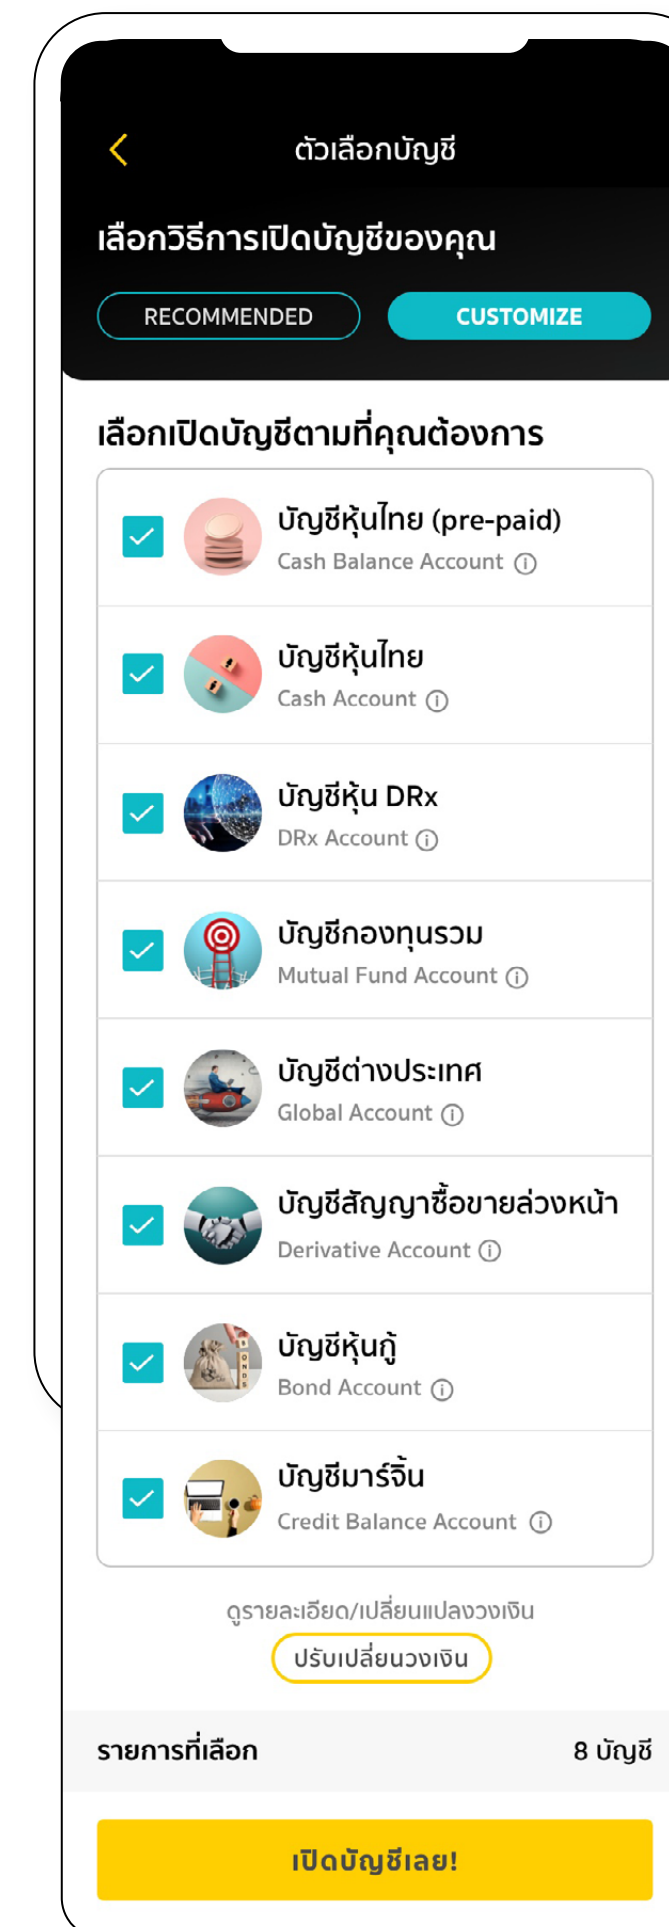 ตัวเลือกบัญชี
เลือกวิธีการเปิดบัญชีของคุณ
RECOMMENDED
CUSTOMIZE
เลือกเปิดบัญชีตามที่คุณต้องการ
บัญชีหุ้นไทย (pre-paid)
Cash Balance Account
บัญชีหุ้นไทย
Cash Account
บัญชีหุ้น DRx
DRx Account
บัญชีกองทุนรวม
Mutual Fund Account
บัญชีต่างประเทศ
Global Account
บัญชีสัญญาซื้อขายล่วงหน้า
Derivative Account
บัญชีหุ้นกู้
BONDS
Bond Account
บัญชีมาร์จิ้น
Credit Balance Account
ดูรายละเอียด/เปลี่ยนแปลงวงเงิน
ปรับเปลี่ยนวงเงิน
รายการที่เลือก 8 บัญชี
เปิดบัญชีเลย!